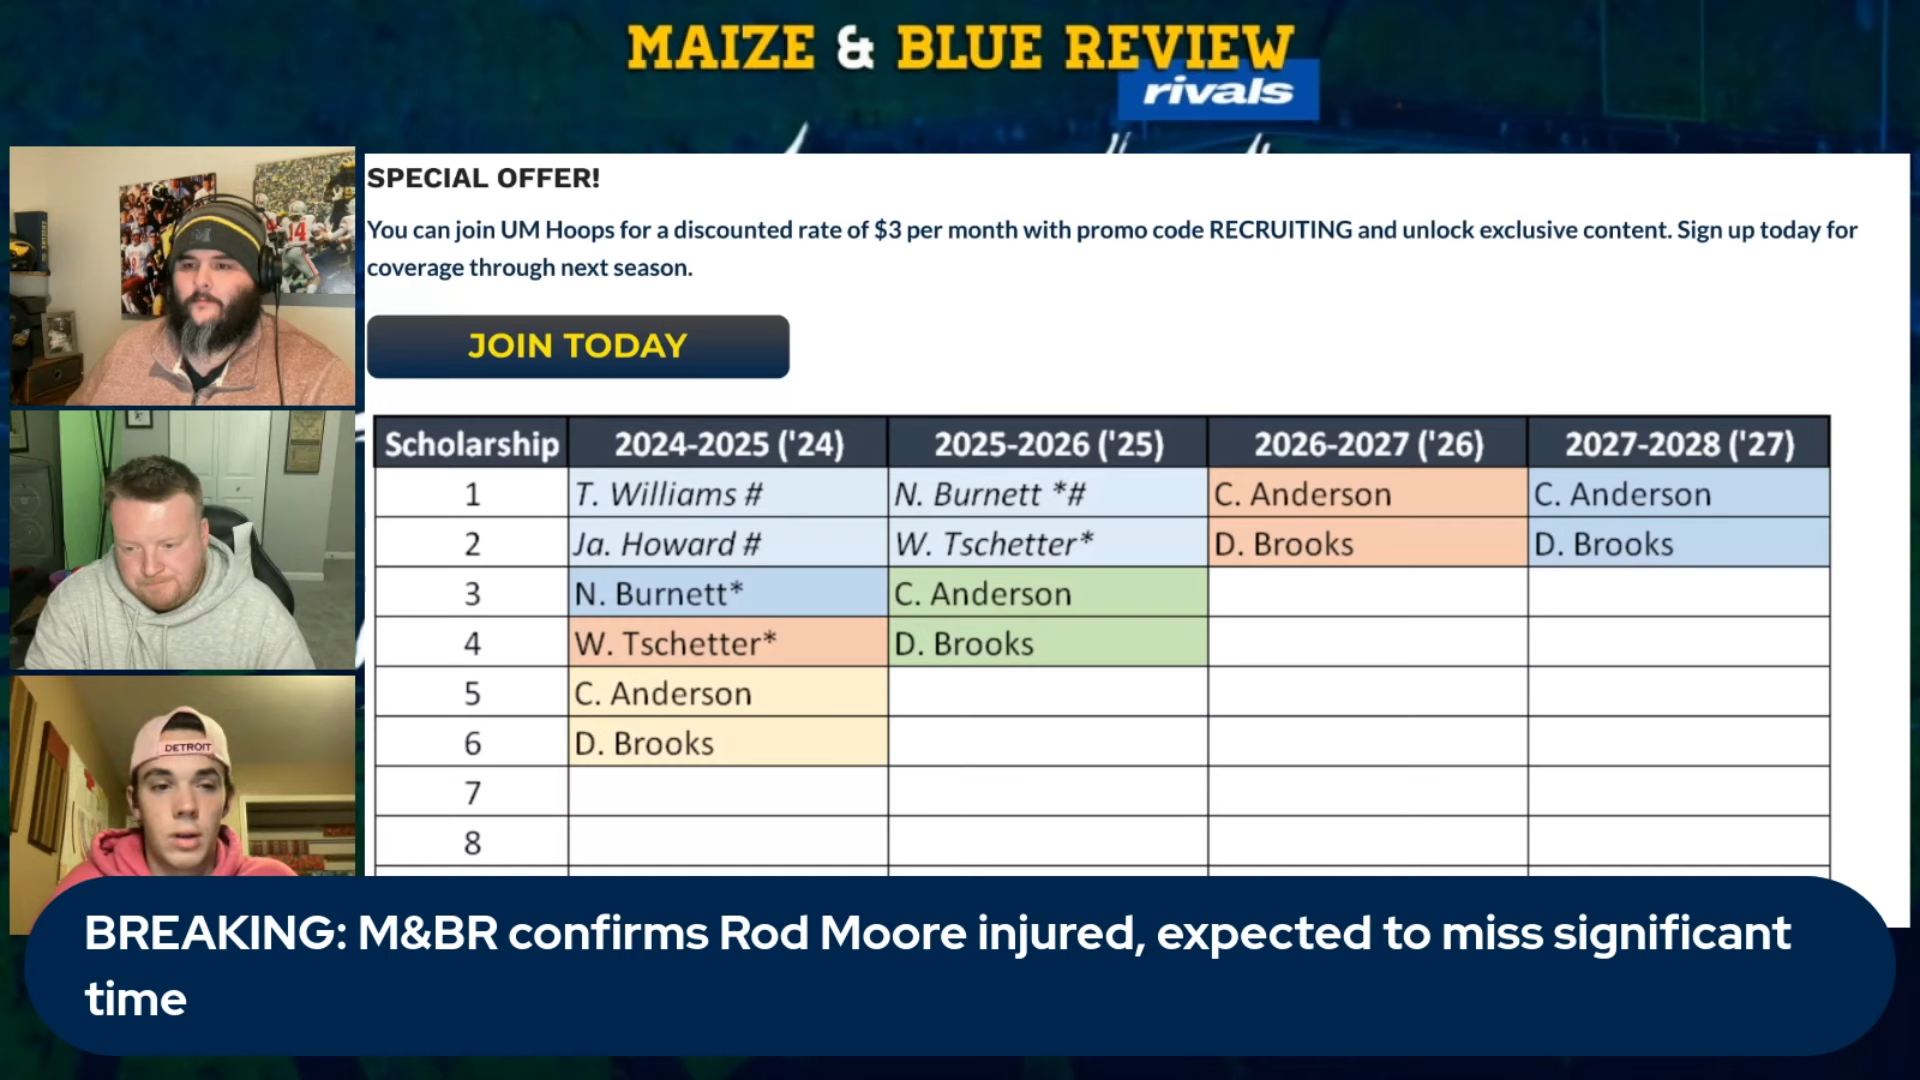 MAIZE & BLUE REVIEW
rivals
SPECIAL OFFER!
You can join UM Hoops for a discounted rate of $3 per month with promo code RECRUITING and unlock exclusive content. Sign up today for
coverage through next season.
JOIN TODAY
Scholarship 2024-2025 ('24) 2025-2026 ('25) 2026-2027 ('26) 2027-2028 ('27)
1 T. Williams # N. Burnett *# C. Anderson C. Anderson
2 Ja. Howard # W. Tschetter* D. Brooks D. Brooks
3 N. Burnett* C. Anderson
4 W. Tschetter* D. Brooks
5 C. Anderson
6 D. Brooks
7
8
DETROIT
BREAKING: M&BR confirms Rod Moore injured, expected to miss significant
time